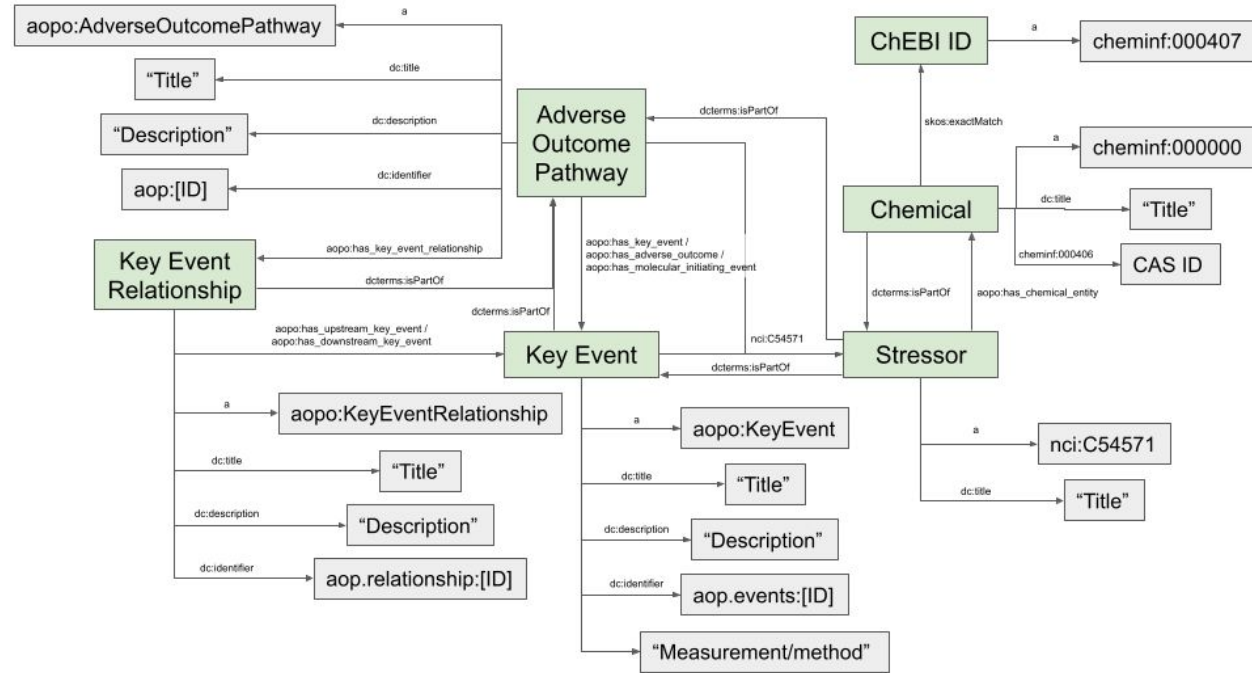 a
aopo:AdverseOutcomePathway
ChEBI ID
a
cheminf:000407
dc:title
“Title”
Adverse
Outcome
Pathway
dcterms:isPartOf
skos:exactMatch
dc:description
“Description”
a
cheminf:000000
dc:identifier
aop:[ID]
Chemical
dc:title
“Title”
aopo:has_key_event_relationship
aopo:has_key_event /
aopo:has_adverse_outcome /
aopo:has_molecular_initiating_event
cheminf:000406
CAS ID
Key Event
Relationship
dcterms:isPartOf
dcterms:isPartOf
dcterms:isPartOf
aopo:has_chemical_entity
aopo:has_upstream_key_event /
aopo:has_downstream_key_event
Key Event
nci:C54571
dcterms:isPartOf
Stressor
a
aopo:KeyEventRelationship
a
aopo:KeyEvent
a
nci:C54571
dc:title
“Title”
dc:title
“Title”
dc:title
“Title”
dc:description
“Description”
dc:description
“Description”
dc:identifier
aop.relationship:[ID]
dc:identifier
aop.events:[ID]
“Measurement/method”